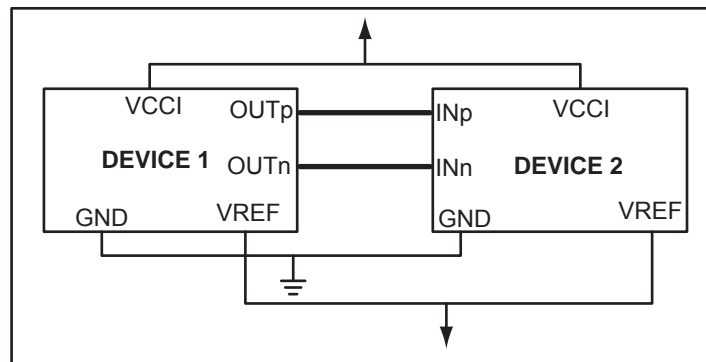 VCCI
OUTp
DEVICE 1
OUTn
GND
VREF
INp
VCCI
INn
DEVICE 2
GND
VREF